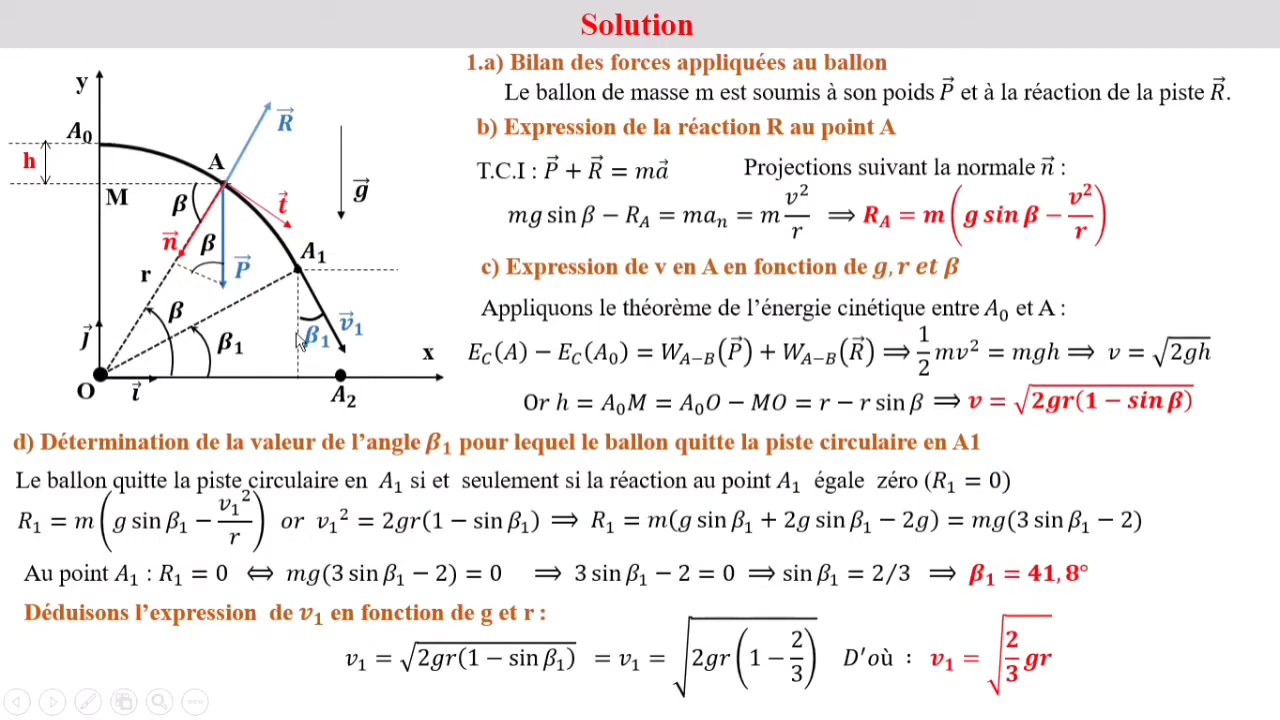 Solution
y
A₀
h
M
A
R⃗
g⃗
β
t⃗
n⃗
β
P⃗
A₁
r
β
β₁
β₁
v⃗₁
J⃗
x
O
i⃗
A₂
1.a) Bilan des forces appliquées au ballon
Le ballon de masse m est soumis à son poids P⃗ et à la réaction de la piste R⃗.
b) Expression de la réaction R au point A
T.C.I : P⃗ + R⃗ = ma⃗ Projections suivant la normale n⃗ :
mg sin β − R_A = ma_n = m v²/r ⟹ R_A = m(g sin β − v²/r)
c) Expression de v en A en fonction de g, r et β
Appliquons le théorème de l’énergie cinétique entre A₀ et A :
E_C(A) − E_C(A₀) = W_{A−B}(P⃗) + W_{A−B}(R⃗) ⟹ 1/2 mv² = mgh ⟹ v = √(2gh)
Or h = A₀M = A₀O − MO = r − r sin β ⟹ v = √(2gr(1 − sin β))
d) Détermination de la valeur de l’angle β₁ pour lequel le ballon quitte la piste circulaire en A1
Le ballon quitte la piste circulaire en A₁ si et seulement si la réaction au point A₁ égale zéro (R₁ = 0)
R₁ = m(g sin β₁ − v₁²/r) or v₁² = 2gr(1 − sin β₁) ⟹ R₁ = m(g sin β₁ + 2g sin β₁ − 2g) = mg(3 sin β₁ − 2)
Au point A₁ : R₁ = 0 ⟺ mg(3 sin β₁ − 2) = 0 ⟹ 3 sin β₁ − 2 = 0 ⟹ sin β₁ = 2/3 ⟹ β₁ = 41, 8°
Déduisons l’expression de v₁ en fonction de g et r :
v₁ = √(2gr(1 − sin β₁)) = v₁ = √(2gr(1 − 2/3)) D′où : v₁ = √(2/3 gr)